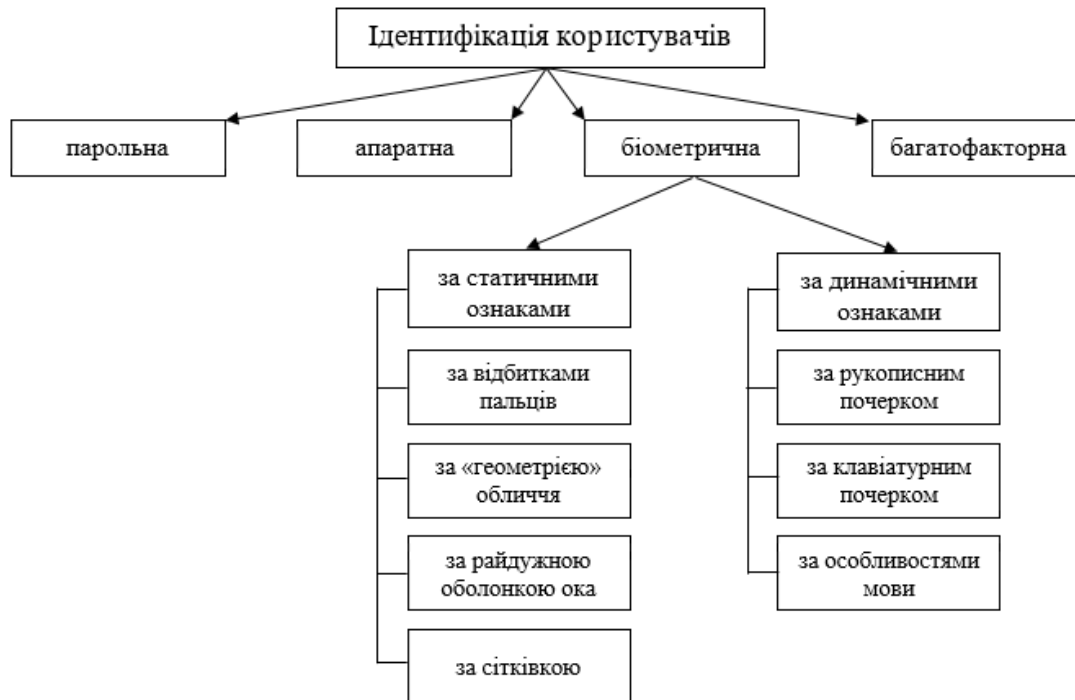 Ідентифікація користувачів
парольна
апаратна
біометрична
багатофакторна
за статичними
ознаками
за відбитками
пальців
за «геометрією»
обличчя
за райдужною
оболонкою ока
за сітківкою
за динамічними
ознаками
за рукописним
почерком
за клавіатурним
почерком
за особливостями
мови